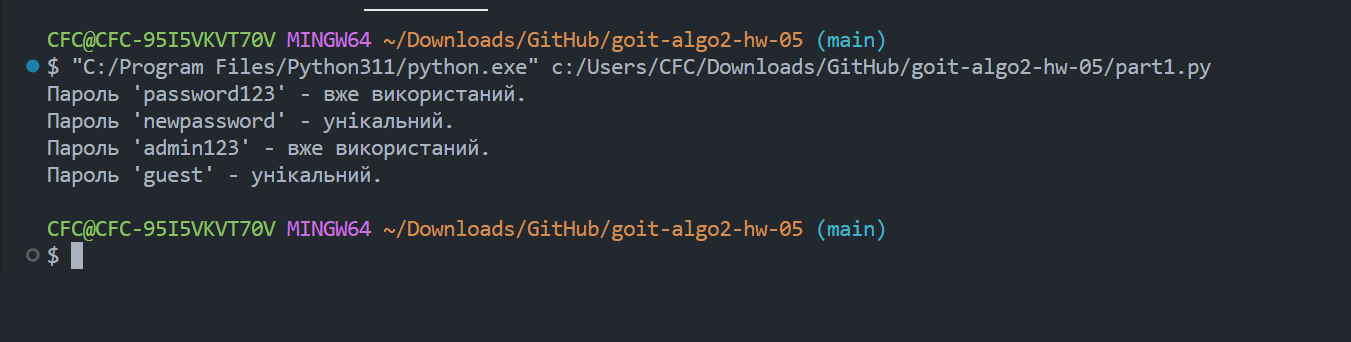 CFC@CFC-95I5VKVT70V MINGW64 ~/Downloads/GitHub/goit-algo2-hw-05 (main)
$ "C:/Program Files/Python311/python.exe" c:/Users/CFC/Downloads/GitHub/goit-algo2-hw-05/part1.py
Пароль 'password123' - вже використаний.
Пароль 'newpassword' - унікальний.
Пароль 'admin123' - вже використаний.
Пароль 'guest' - унікальний.
CFC@CFC-95I5VKVT70V MINGW64 ~/Downloads/GitHub/goit-algo2-hw-05 (main)
$